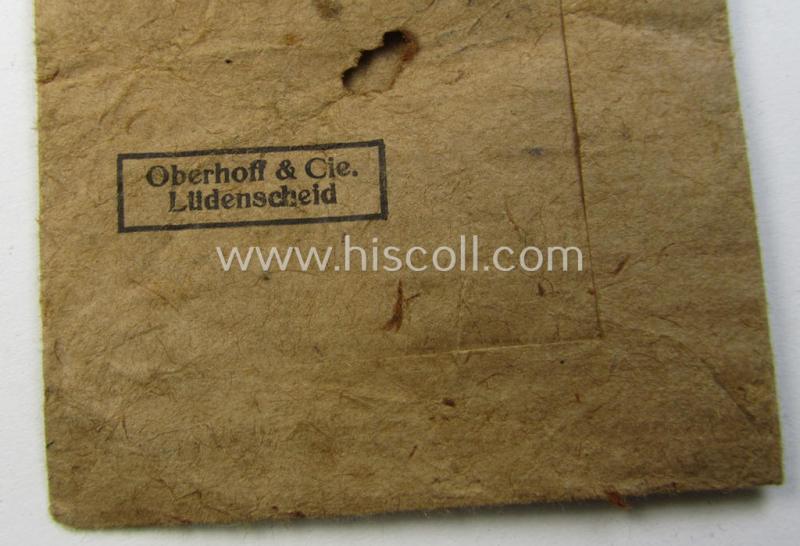 Oberhoff & Cie.
Lüdenscheid
www.hiscoll.com